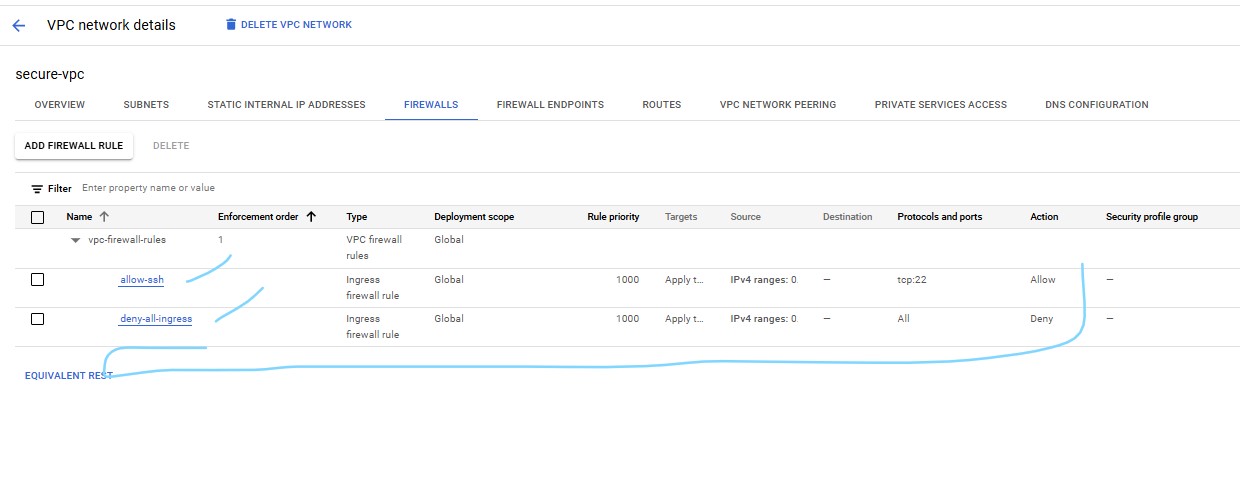 VPC network details DELETE VPC NETWORK
secure-vpc
OVERVIEW SUBNETS STATIC INTERNAL IP ADDRESSES FIREWALLS FIREWALL ENDPOINTS ROUTES VPC NETWORK PEERING PRIVATE SERVICES ACCESS DNS CONFIGURATION
ADD FIREWALL RULE DELETE
Filter Enter property name or value
Name Enforcement order Type Deployment scope Rule priority Targets Source Destination Protocols and ports Action Security profile group
vpc-firewall-rules 1 VPC firewall Global
rules
allow-ssh Ingress Global 1000 Apply t... IPv4 ranges: 0. — tcp:22 Allow —
firewall rule
deny-all-ingress Ingress Global 1000 Apply t... IPv4 ranges: 0. — All Deny —
firewall rule
EQUIVALENT REST